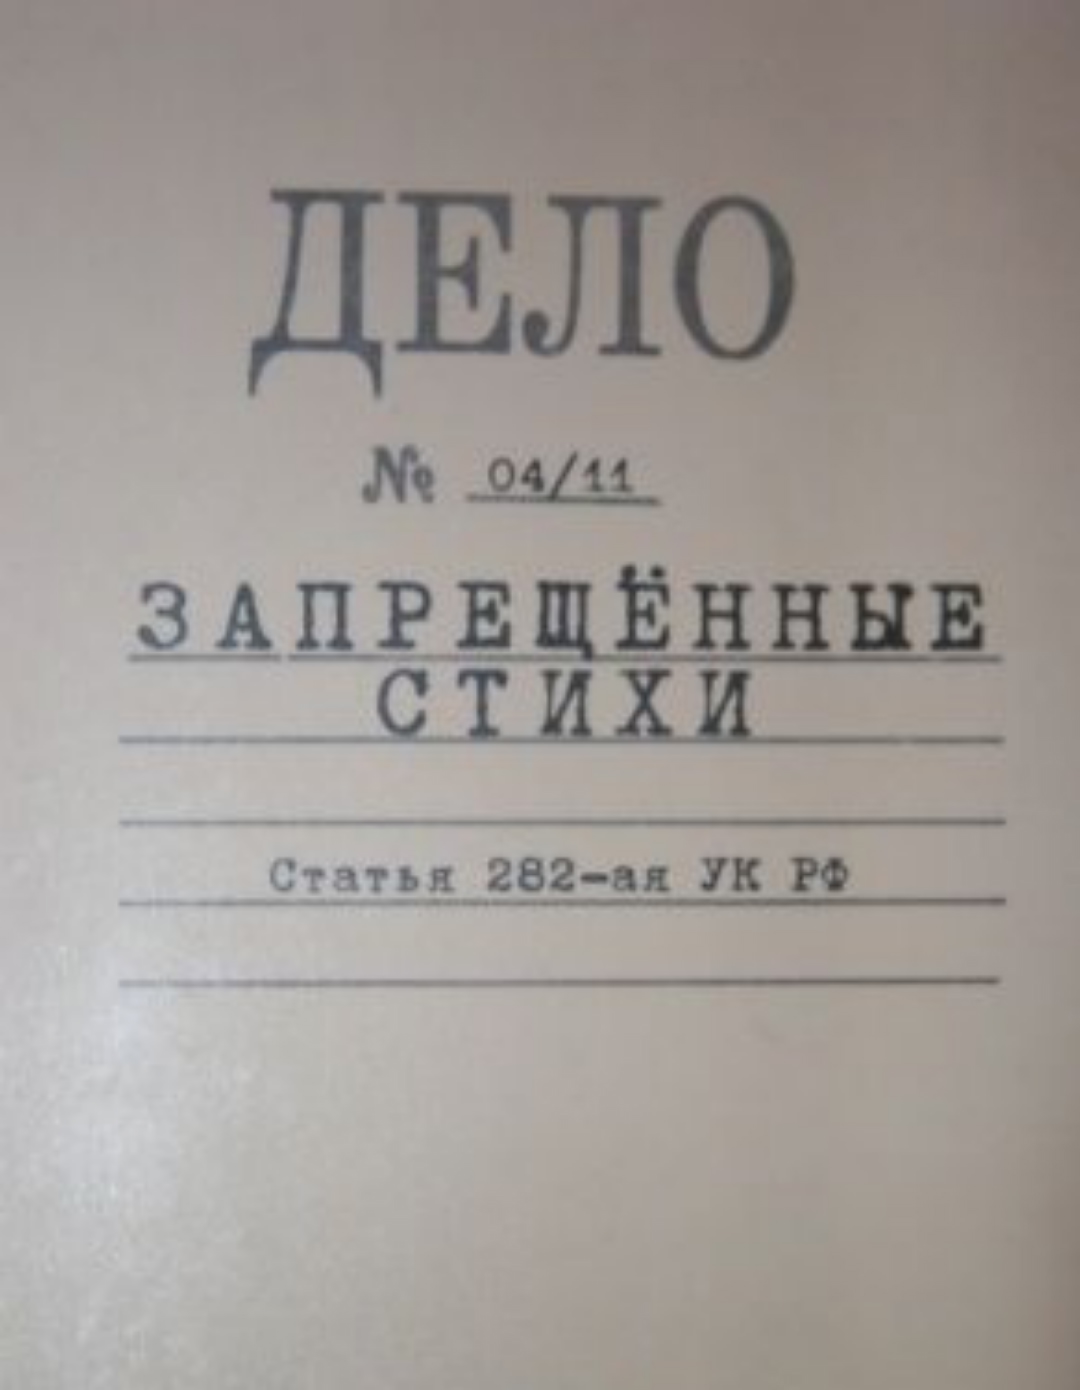 ДЕЛО
№ 04/11
ЗАПРЕЩЁННЫЕ
СТИХИ
Статья 282-ая УК РФ